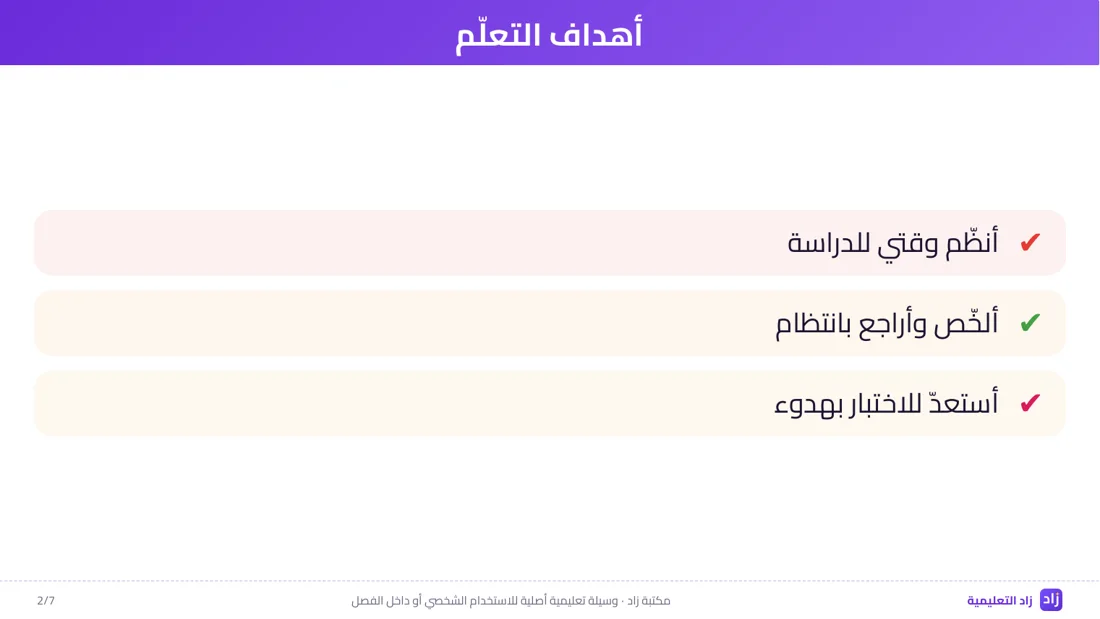 أهداف التعلّم
✔ أنظّم وقتي للدراسة
✔ ألخّص وأراجع بانتظام
✔ أستعدّ للاختبار بهدوء
زاد زاد التعليمية
مكتبة زاد · وسيلة تعليمية أصلية للاستخدام الشخصي أو داخل الفصل
2/7